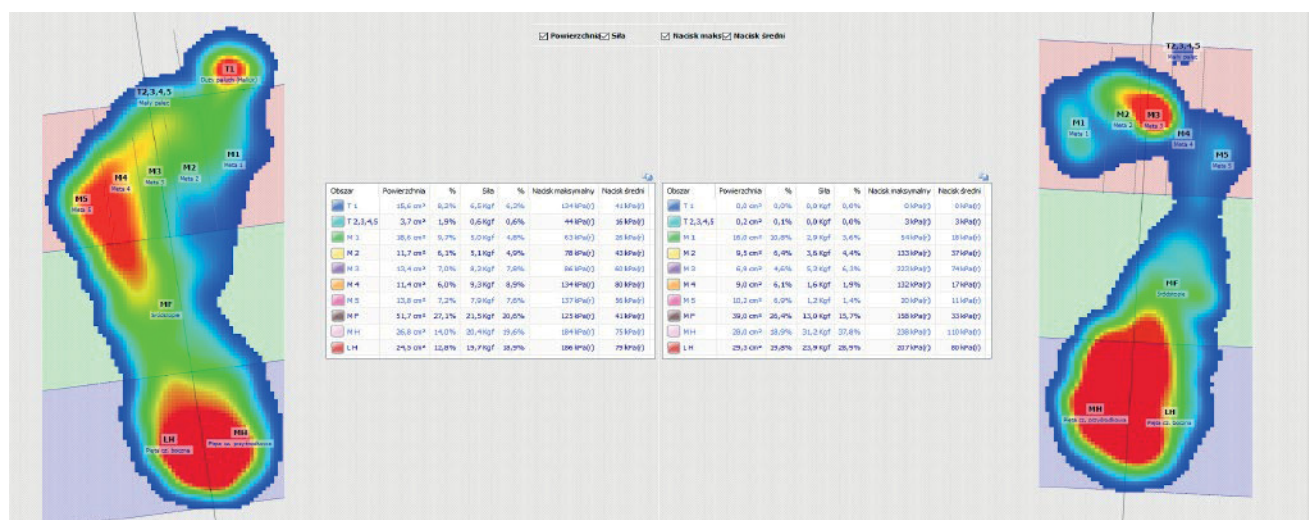 Powierzchnia Siła Nacisk maks Nacisk średni
T1
Duży paluch (Hallux)
T2,3,4,5
Mały palec
M1
Meta 1
M2
Meta 2
M3
Meta 3
M4
Meta 4
M5
Meta 5
MF
Śródstopie
LH
Pięta cz. boczna
MH
Pięta cz. przyśrodkowa
Obszar Powierzchnia % Siła % Nacisk maksymalny Nacisk średni
T 1 15,6 cm² 8,2% 6,5 Kgf 6,3% 134 kPa(r) 41 kPa(r)
T 2,3,4,5 3,7 cm² 1,9% 0,6 Kgf 0,6% 44 kPa(r) 16 kPa(r)
M 1 18,6 cm² 9,7% 5,0 Kgf 4,8% 63 kPa(r) 26 kPa(r)
M 2 11,7 cm² 6,1% 5,1 Kgf 4,9% 78 kPa(r) 43 kPa(r)
M 3 13,4 cm² 7,0% 8,2 Kgf 7,8% 86 kPa(r) 60 kPa(r)
M 4 11,4 cm² 6,0% 9,3 Kgf 8,9% 134 kPa(r) 80 kPa(r)
M 5 13,8 cm² 7,2% 7,9 Kgf 7,6% 137 kPa(r) 56 kPa(r)
M F 51,7 cm² 27,1% 21,5 Kgf 20,6% 125 kPa(r) 41 kPa(r)
M H 26,8 cm² 14,0% 20,4 Kgf 19,6% 184 kPa(r) 75 kPa(r)
L H 24,5 cm² 12,8% 19,7 Kgf 18,9% 186 kPa(r) 79 kPa(r)
Obszar Powierzchnia % Siła % Nacisk maksymalny Nacisk średni
T 1 0,0 cm² 0,0% 0,0 Kgf 0,0% 0 kPa(r) 0 kPa(r)
T 2,3,4,5 0,2 cm² 0,1% 0,0 Kgf 0,0% 3 kPa(r) 3 kPa(r)
M 1 16,0 cm² 10,8% 2,9 Kgf 3,6% 54 kPa(r) 18 kPa(r)
M 2 9,5 cm² 6,4% 3,6 Kgf 4,4% 133 kPa(r) 37 kPa(r)
M 3 6,9 cm² 4,6% 5,2 Kgf 6,3% 223 kPa(r) 74 kPa(r)
M 4 9,0 cm² 6,1% 1,6 Kgf 1,9% 132 kPa(r) 17 kPa(r)
M 5 10,2 cm² 6,9% 1,2 Kgf 1,4% 20 kPa(r) 11 kPa(r)
M F 39,0 cm² 26,4% 13,0 Kgf 15,7% 158 kPa(r) 33 kPa(r)
M H 28,0 cm² 18,9% 31,2 Kgf 37,8% 238 kPa(r) 110 kPa(r)
L H 29,3 cm² 19,8% 23,9 Kgf 28,9% 207 kPa(r) 80 kPa(r)
T2,3,4,5
Mały palec
M1
Meta 1
M2
Meta 2
M3
Meta 3
M4
Meta 4
M5
Meta 5
MF
Śródstopie
MH
Pięta cz. przyśrodkowa
LH
Pięta cz. boczna